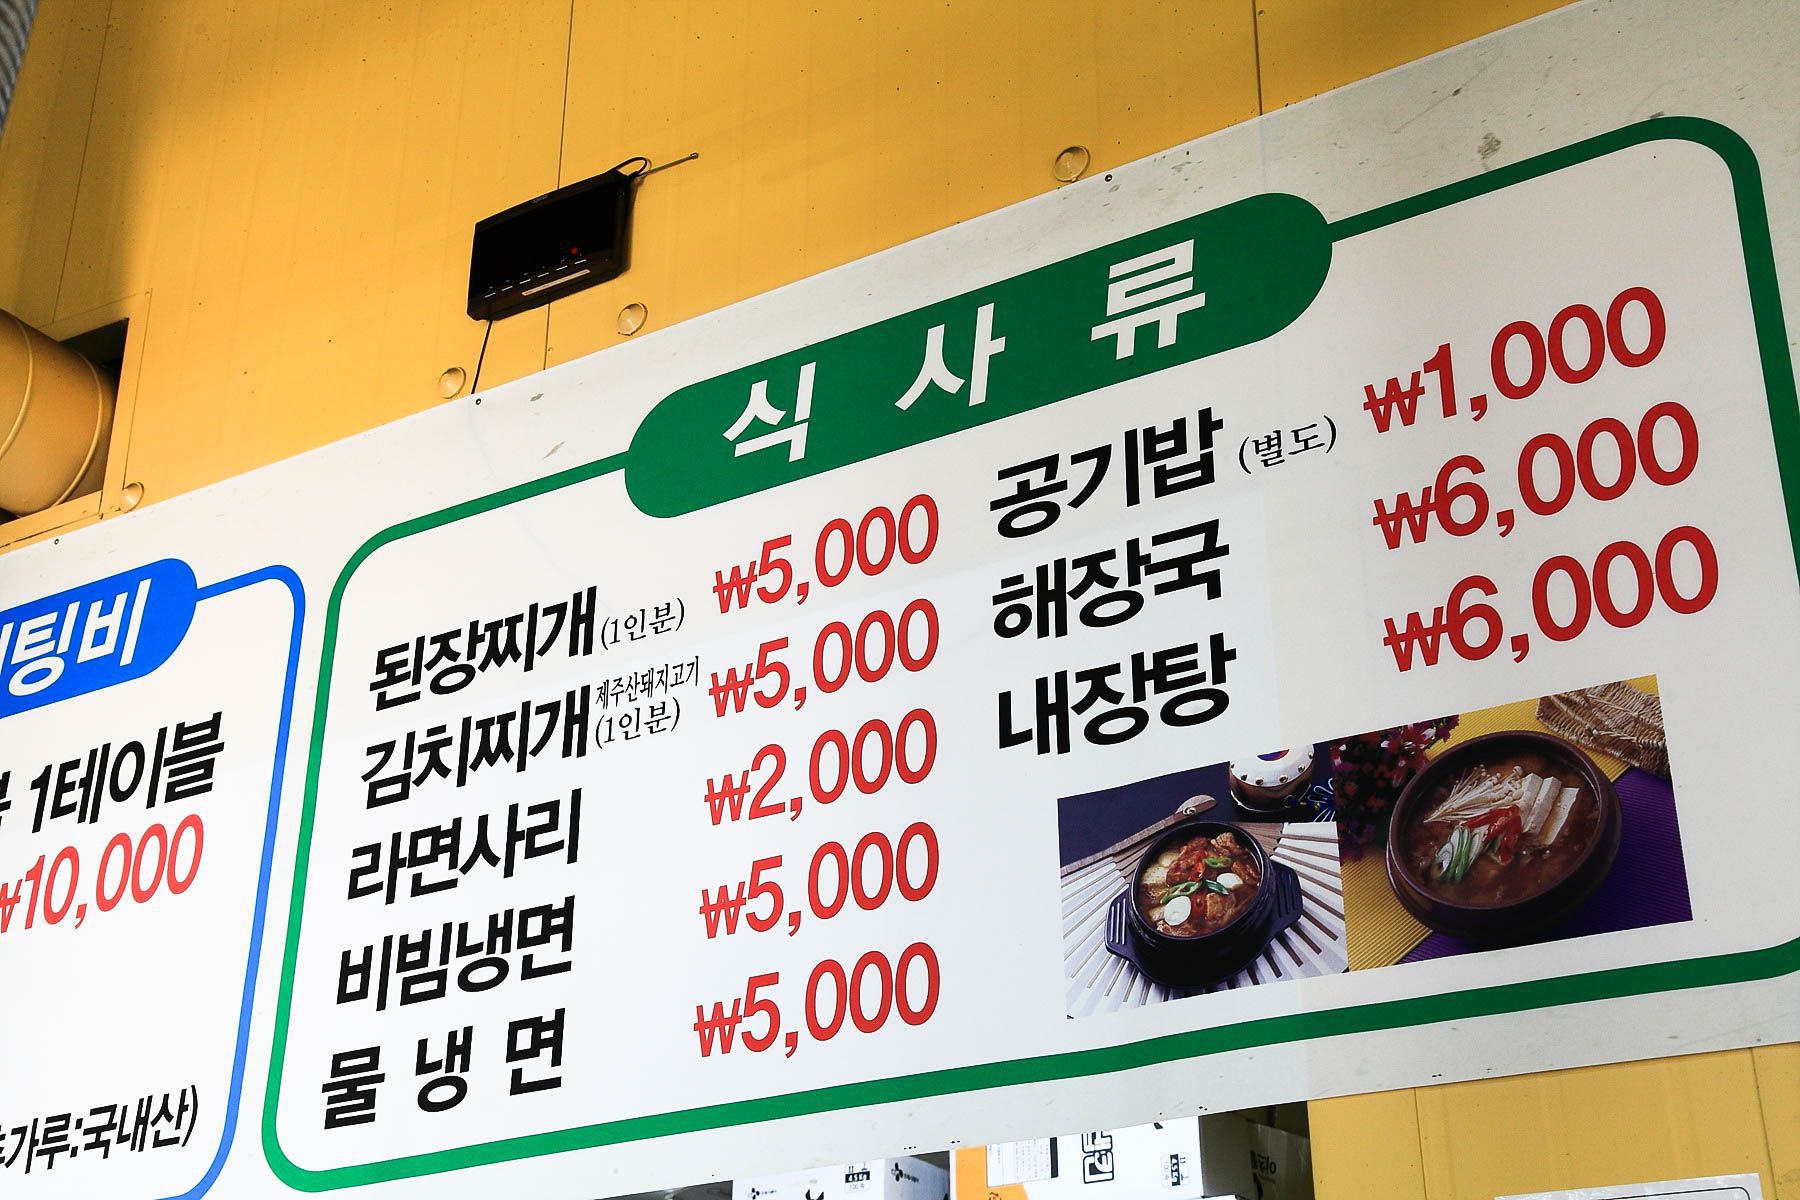 팅비
1테이블
₩10,000
가루:국내산)
식사류
된장찌개(1인분) ₩5,000
김치찌개 제주산돼지고기 (1인분) ₩5,000
라면사리 ₩2,000
비빔냉면 ₩5,000
물냉면 ₩5,000
공기밥 (별도) ₩1,000
해장국 ₩6,000
내장탕 ₩6,000